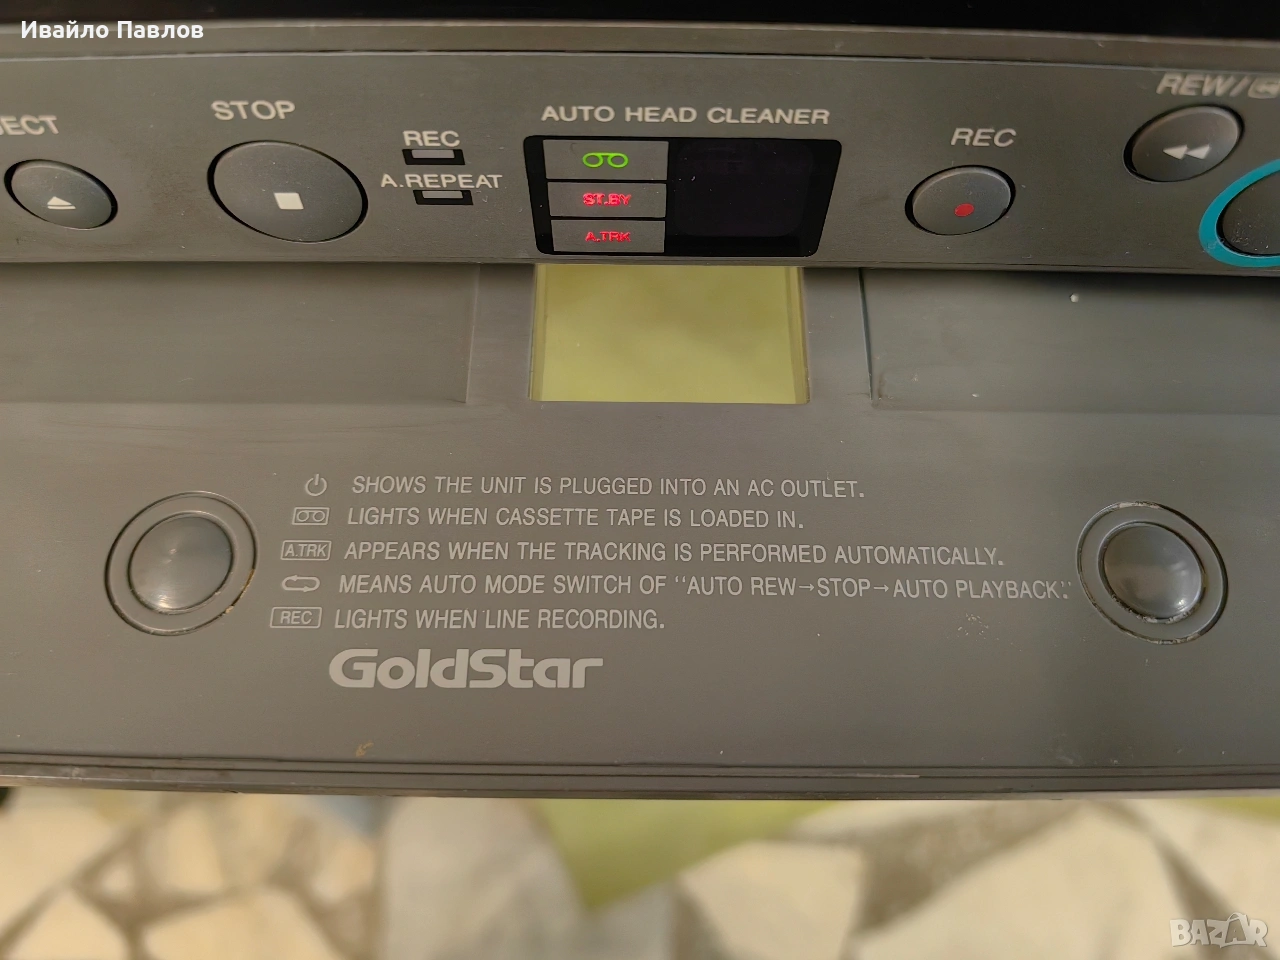 Ивайло Павлов
REW/
STOP
AUTO HEAD CLEANER
REC
REC
A.REPEAT
ST.BY
A.TRK
SHOWS THE UNIT IS PLUGGED INTO AN AC OUTLET.
LIGHTS WHEN CASSETTE TAPE IS LOADED IN.
A.TRK APPEARS WHEN THE TRACKING IS PERFORMED AUTOMATICALLY.
MEANS AUTO MODE SWITCH OF "AUTO REW→STOP→AUTO PLAYBACK".
REC LIGHTS WHEN LINE RECORDING.
GoldStar
BAZAR